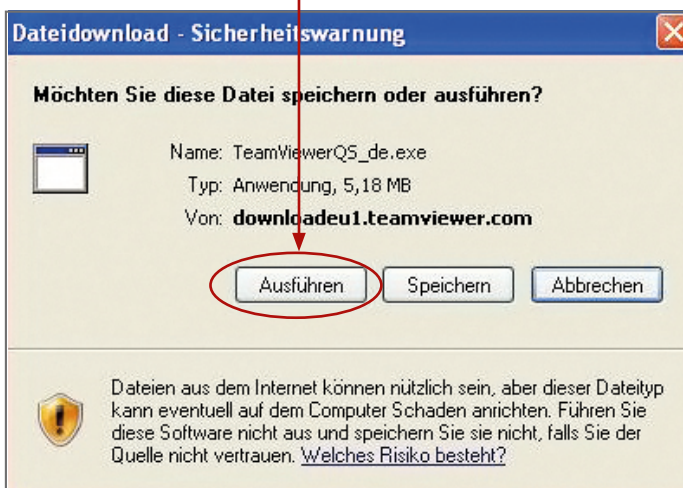 Dateidownload - Sicherheitswarnung
Möchten Sie diese Datei speichern oder ausführen?
Name: TeamViewerQS_de.exe
Typ: Anwendung, 5,18 MB
Von: downloadeu1.teamviewer.com
Ausführen Speichern Abbrechen
Dateien aus dem Internet können nützlich sein, aber dieser Dateityp
kann eventuell auf dem Computer Schaden anrichten. Führen Sie
diese Software nicht aus und speichern Sie sie nicht, falls Sie der
Quelle nicht vertrauen. Welches Risiko besteht?